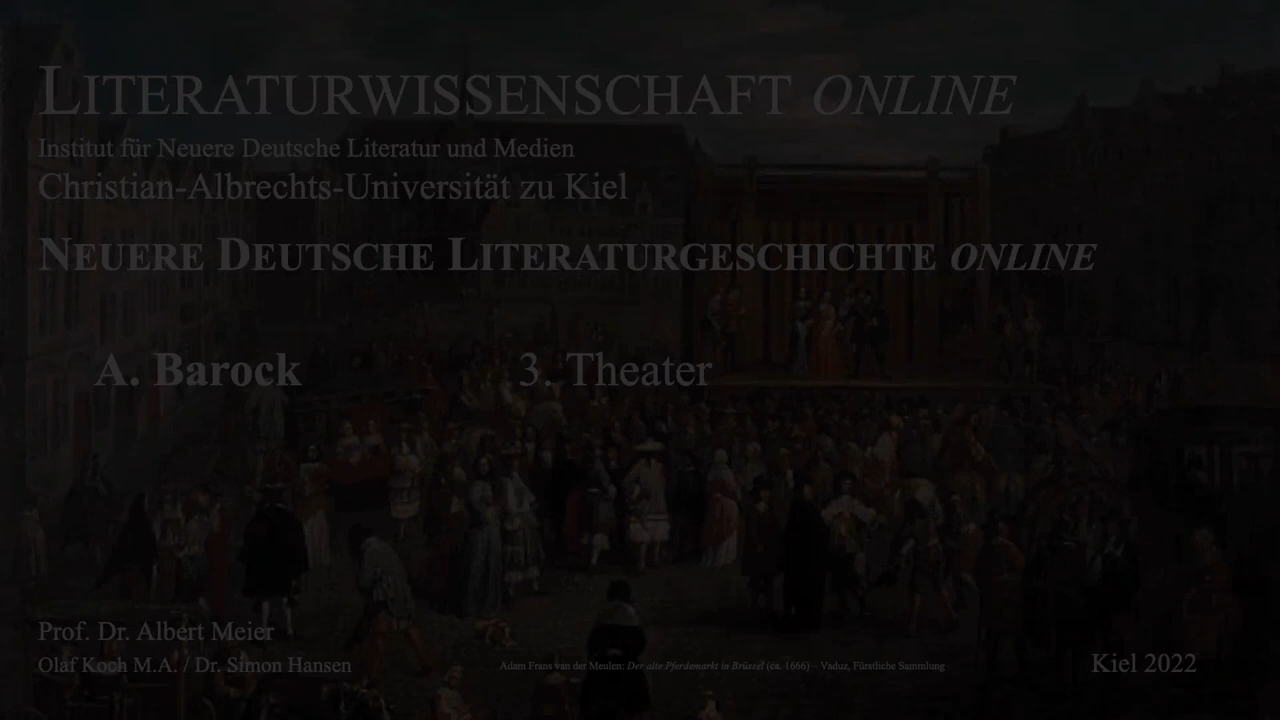 LITERATURWISSENSCHAFT ONLINE
Institut für Neuere Deutsche Literatur und Medien
Christian-Albrechts-Universität zu Kiel
NEUERE DEUTSCHE LITERATURGESCHICHTE ONLINE
A. Barock 3. Theater
Prof. Dr. Albert Meier
Olaf Koch M.A. / Dr. Simon Hansen
Adam Frans van der Meulen: Der alte Pferdemarkt in Brüssel (ca. 1666) – Vaduz, Fürstliche Sammlung
Kiel 2022